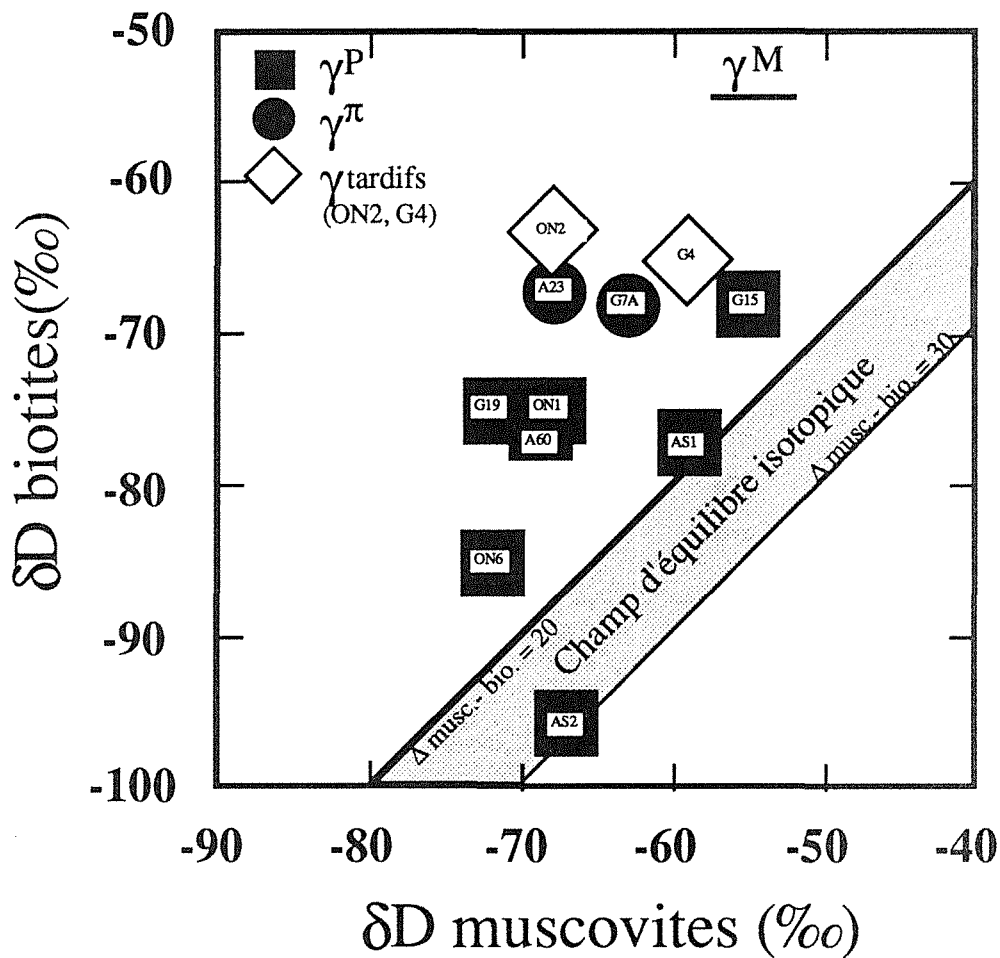 -50
-60
-70
-80
-90
-100
δD biotites(‰)
γP
γπ
γtardifs
(ON2, G4)
γM
ON2
G4
A23
G7A
G15
G19
ON1
A60
AS1
ON6
AS2
Champ d'équilibre isotopique
Δ musc.- bio. = 30
Δ musc.- bio. = 20
-90
-80
-70
-60
-50
-40
δD muscovites (‰)